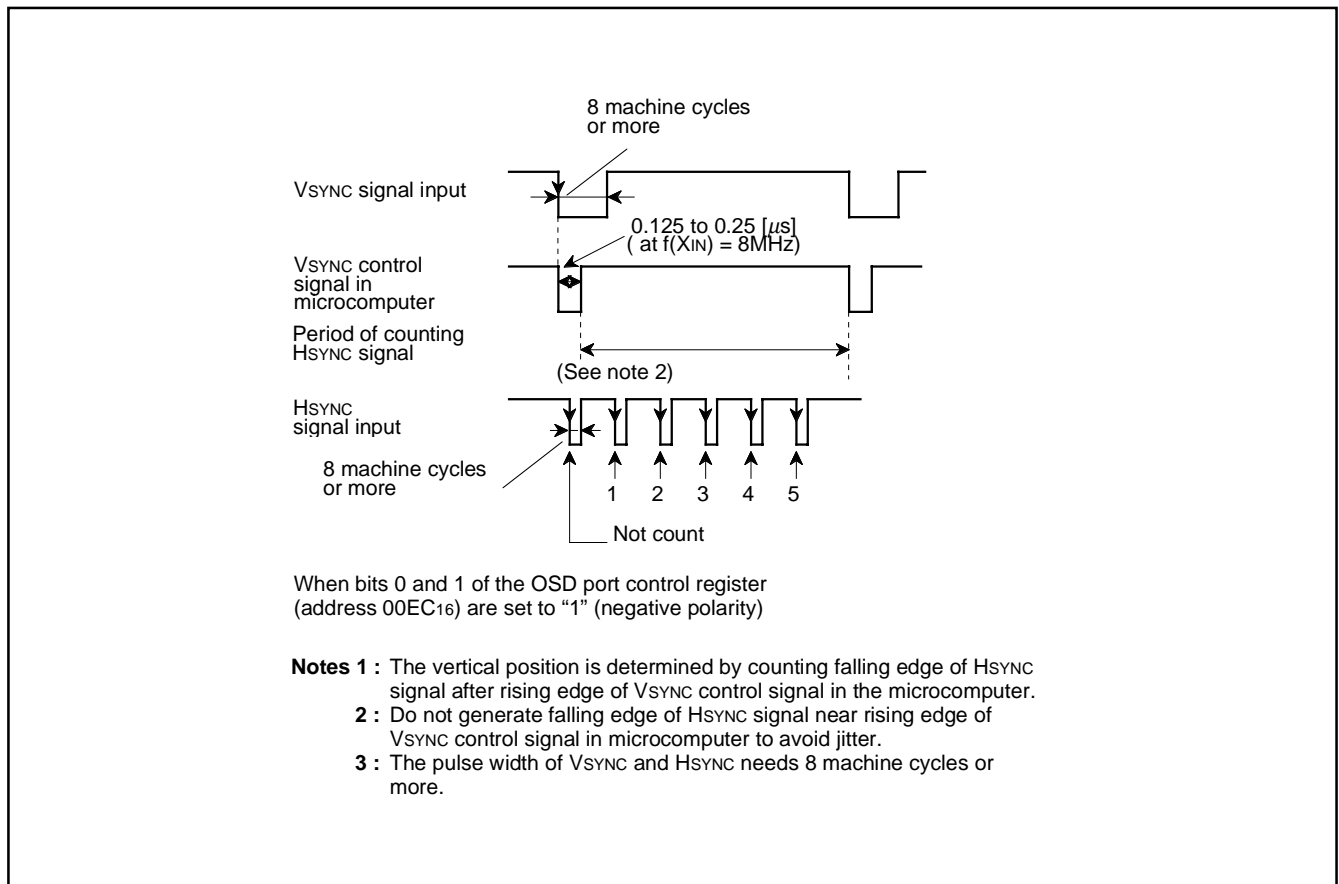 8 machine cycles
or more
VSYNC signal input
0.125 to 0.25 [μs]
( at f(XIN) = 8MHz)
VSYNC control
signal in
microcomputer
Period of counting
HSYNC signal
(See note 2)
HSYNC
signal input
8 machine cycles
or more
1 2 3 4 5
Not count
When bits 0 and 1 of the OSD port control register
(address 00EC16) are set to “1” (negative polarity)
Notes 1 : The vertical position is determined by counting falling edge of HSYNC
signal after rising edge of VSYNC control signal in the microcomputer.
2 : Do not generate falling edge of HSYNC signal near rising edge of
VSYNC control signal in microcomputer to avoid jitter.
3 : The pulse width of VSYNC and HSYNC needs 8 machine cycles or
more.